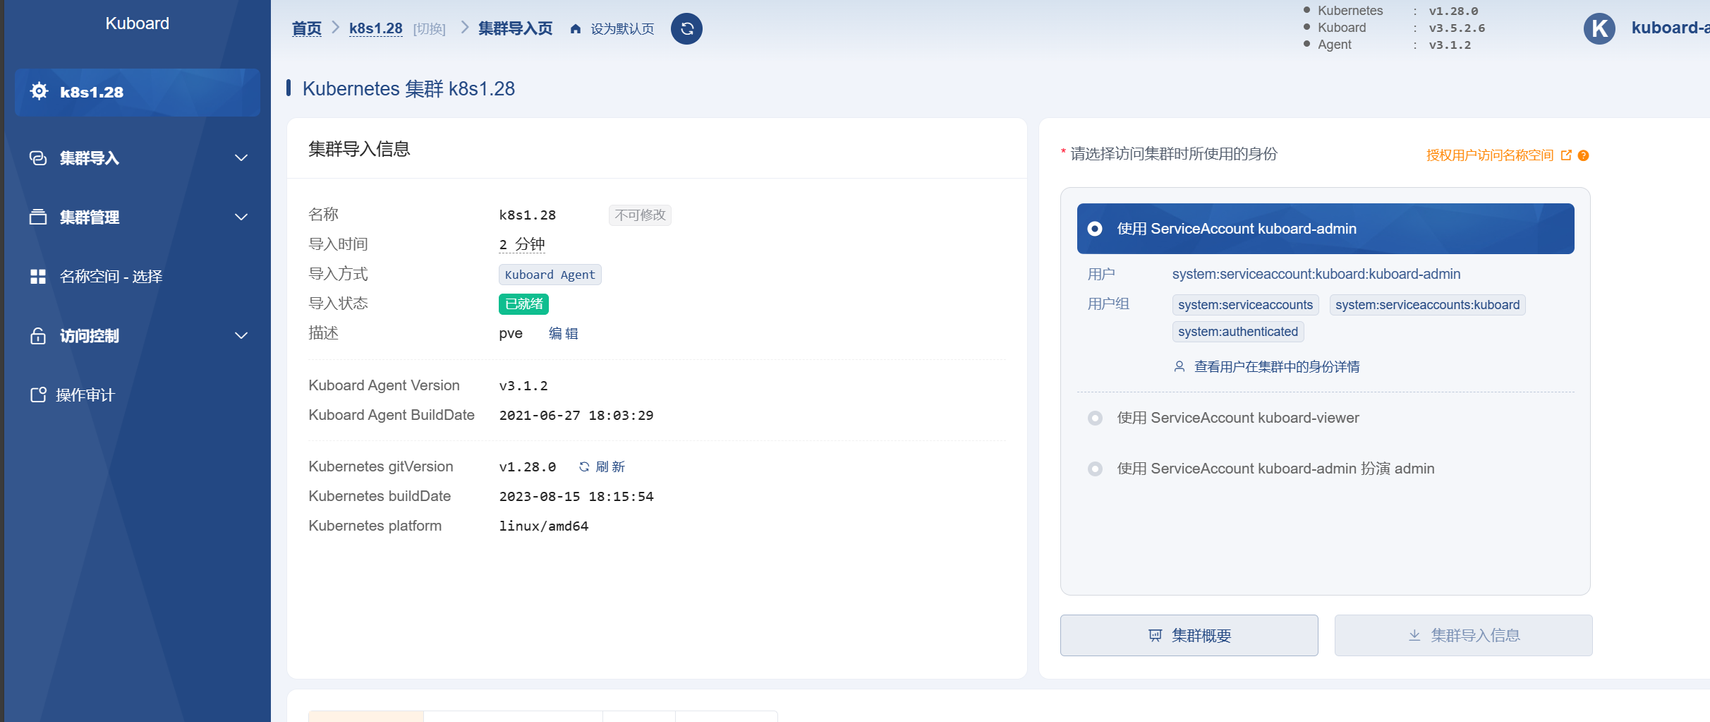 Kuboard
k8s1.28
集群导入
集群管理
名称空间 - 选择
访问控制
操作审计
首页 k8s1.28 [切换] 集群导入页 设为默认页
Kubernetes : v1.28.0
Kuboard : v3.5.2.6
Agent : v3.1.2
K
Kubernetes 集群 k8s1.28
集群导入信息
名称 k8s1.28 不可修改
导入时间 2 分钟
导入方式 Kuboard Agent
导入状态 已就绪
描述 pve 编 辑
Kuboard Agent Version v3.1.2
Kuboard Agent BuildDate 2021-06-27 18:03:29
Kubernetes gitVersion v1.28.0 刷 新
Kubernetes buildDate 2023-08-15 18:15:54
Kubernetes platform linux/amd64
* 请选择访问集群时所使用的身份 授权用户访问名称空间
使用 ServiceAccount kuboard-admin
用户 system:serviceaccount:kuboard:kuboard-admin
用户组 system:serviceaccounts system:serviceaccounts:kuboard
system:authenticated
查看用户在集群中的身份详情
使用 ServiceAccount kuboard-viewer
使用 ServiceAccount kuboard-admin 扮演 admin
集群概要 集群导入信息